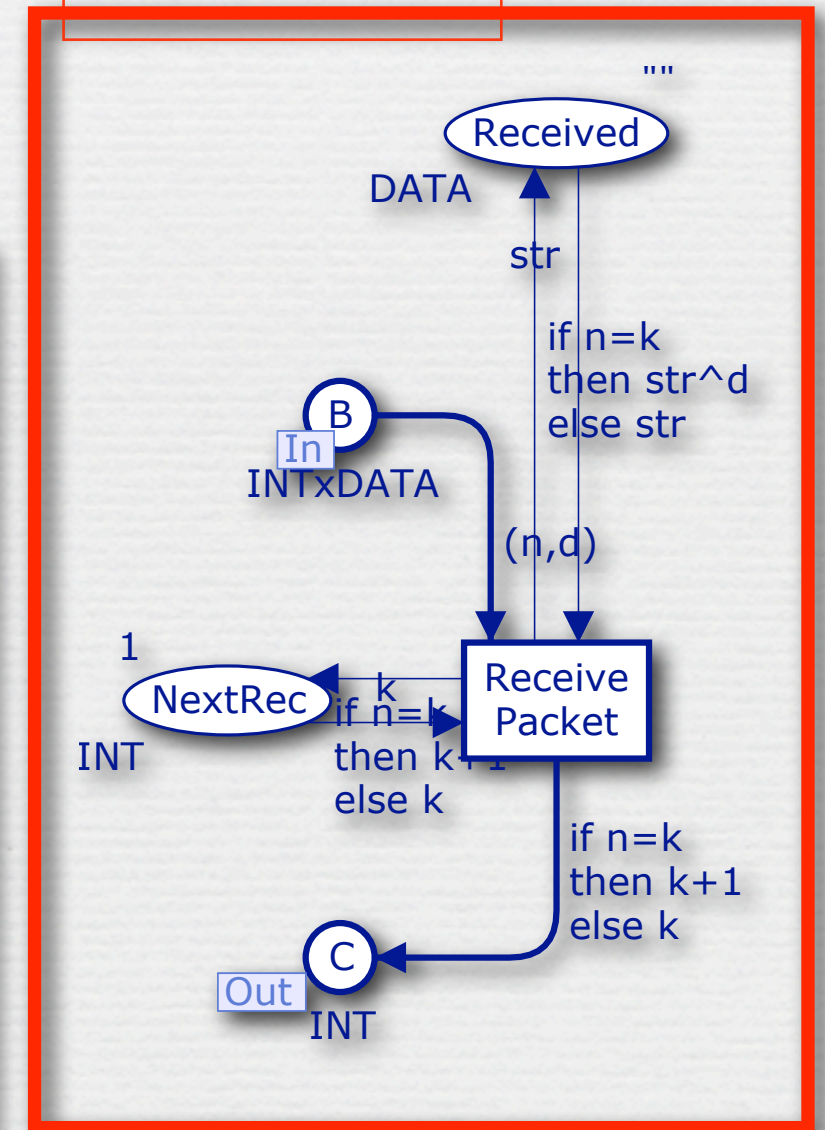 ""
Received
DATA
str
if n=k
then str^d
else str
B
In
INTxDATA
(n,d)
1
NextRec
k
if n=k
then k+1
else k
INT
Receive
Packet
if n=k
then k+1
else k
C
Out
INT